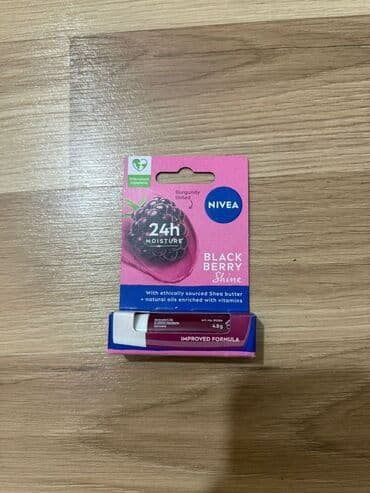 Burgundy
tinted
NIVEA
24h
MOISTURE
BLACK
BERRY
Shine
With ethically sourced Shea butter
+ natural oils enriched with vitamins
4.8g
IMPROVED FORMULA